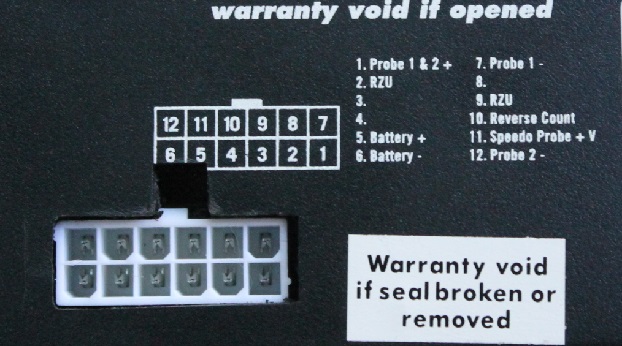 warranty void if opened
1. Probe 1 & 2 +
2. RZU
3.
4.
5. Battery +
6. Battery -
7. Probe 1 -
8.
9. RZU
10. Reverse Count
11. Speedo Probe + V
12. Probe 2 -
12 11 10 9 8 7
6 5 4 3 2 1
Warranty void
if seal broken or
removed